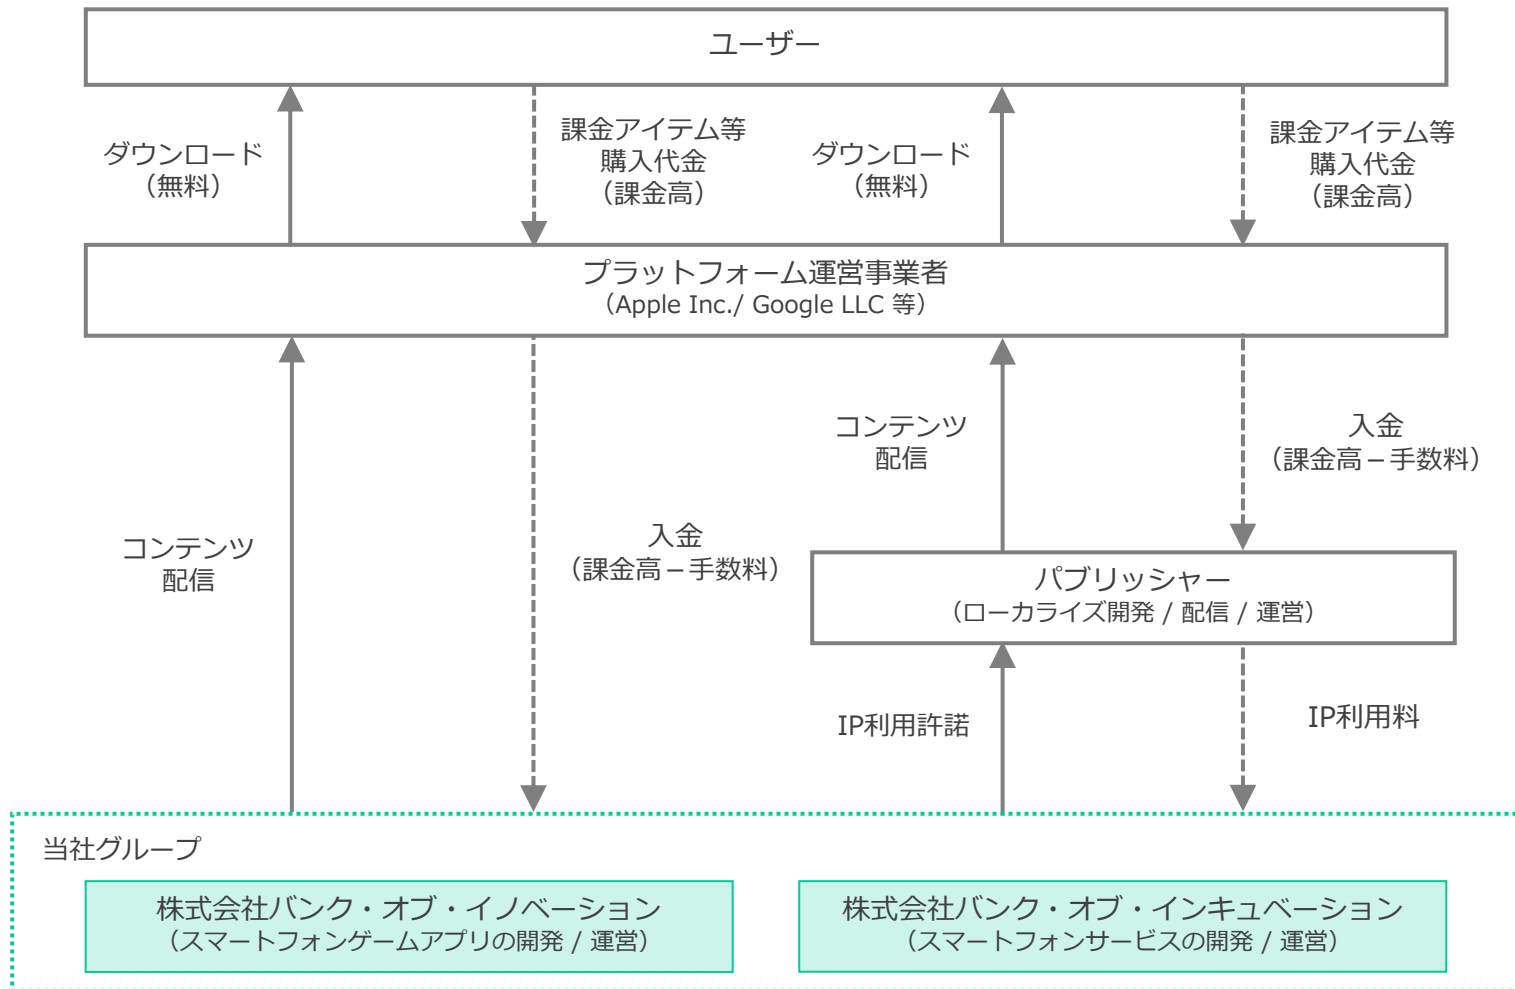 ユーザー
ダウンロード
（無料）
課金アイテム等
購入代金
（課金高）
ダウンロード
（無料）
課金アイテム等
購入代金
（課金高）
プラットフォーム運営事業者
（Apple Inc./ Google LLC 等）
コンテンツ
配信
入金
（課金高－手数料）
コンテンツ
配信
入金
（課金高－手数料）
パブリッシャー
（ローカライズ開発 / 配信 / 運営）
IP利用許諾
IP利用料
当社グループ
株式会社バンク・オブ・イノベーション
（スマートフォンゲームアプリの開発 / 運営）
株式会社バンク・オブ・インキュベーション
（スマートフォンサービスの開発 / 運営）